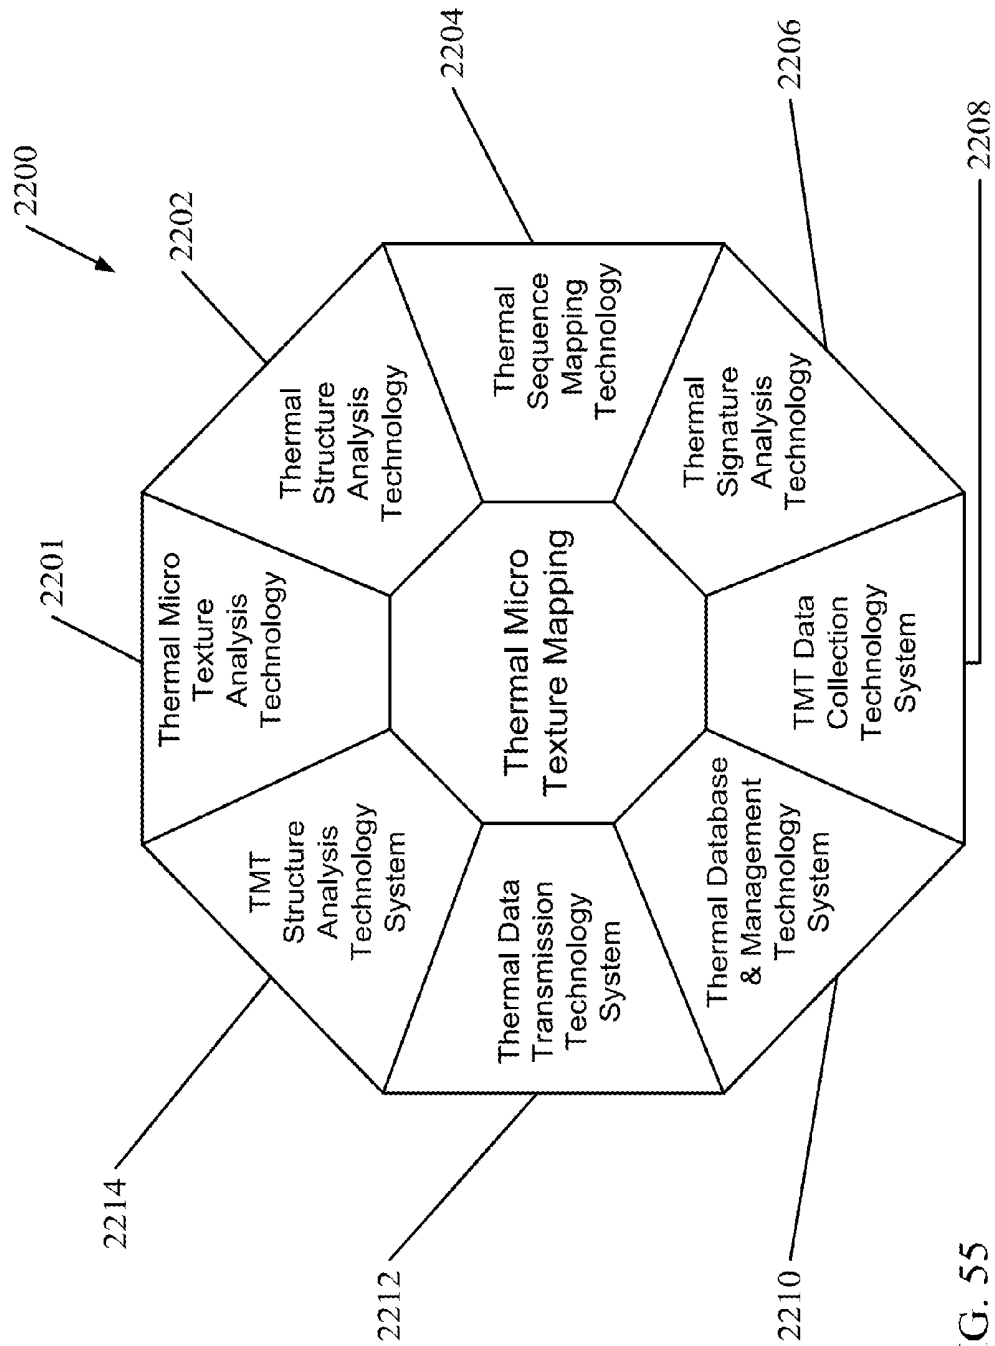 2200
2201
Thermal Micro
Texture
Analysis
Technology
2202
Thermal
Structure
Analysis
Technology
2204
Thermal
Sequence
Mapping
Technology
2206
Thermal
Signature
Analysis
Technology
2208
TMT Data
Collection
Technology
System
2210
Thermal Database
& Management
Technology
System
2212
Thermal Data
Transmission
Technology
System
2214
TMT
Structure
Analysis
Technology
System
Thermal Micro
Texture Mapping
IG. 55